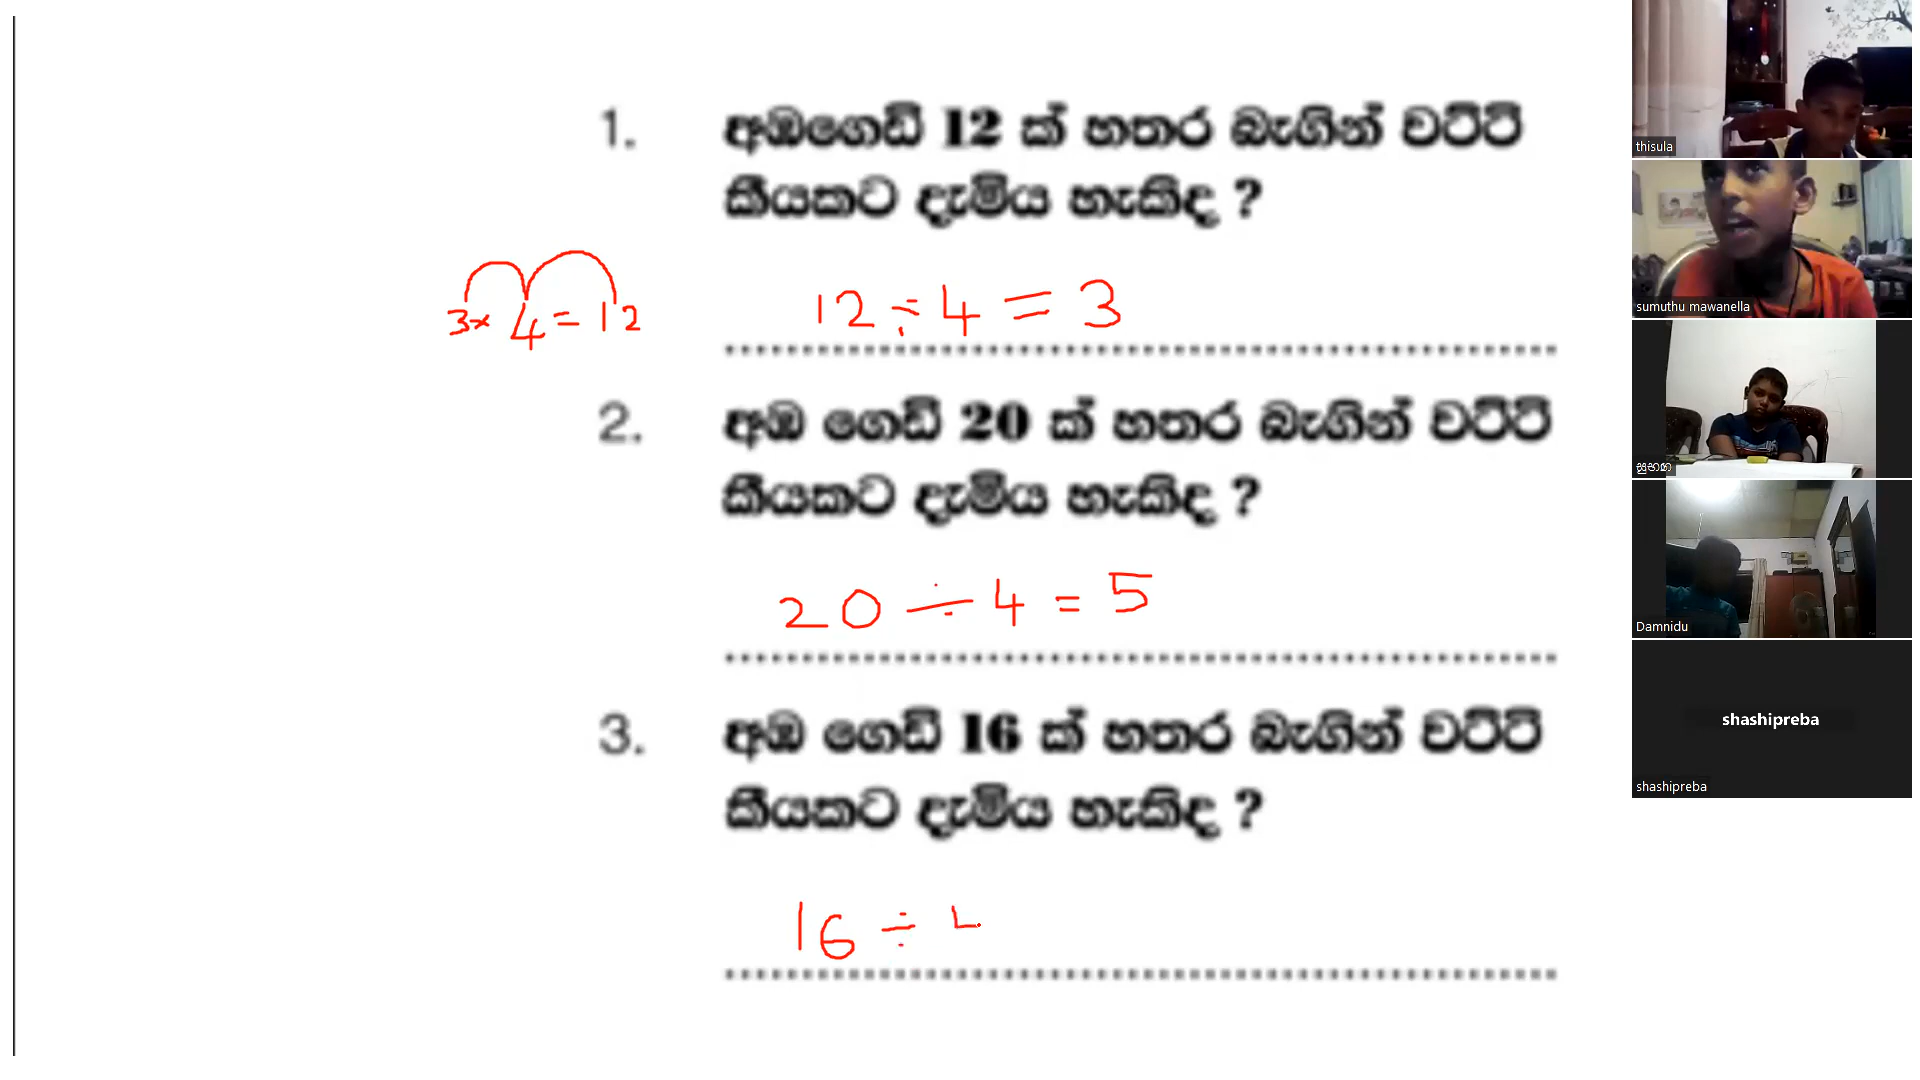 1. අඹගෙඩි 12 ක් හතර බැගින් වට්ටි
කීයකට දැමිය හැකිද ?
3x 4 = 12
12 ÷ 4 = 3
2. අඹ ගෙඩි 20 ක් හතර බැගින් වට්ටි
කීයකට දැමිය හැකිද ?
20 ÷ 4 = 5
3. අඹ ගෙඩි 16 ක් හතර බැගින් වට්ටි
කීයකට දැමිය හැකිද ?
16 ÷
thisula
sumuthu mawanella
Damnidu
shashipreba
shashipreba